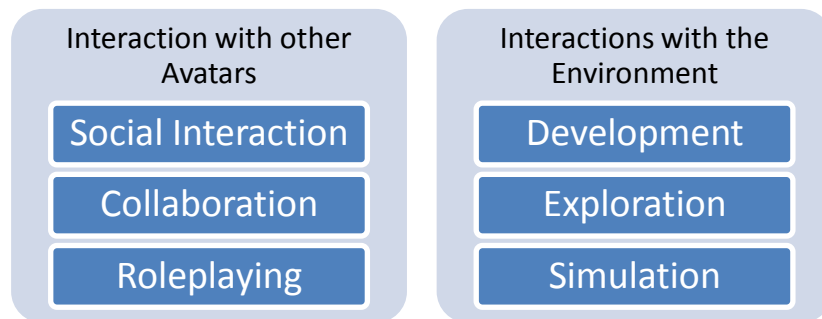 Interaction with other
Avatars
Social Interaction
Collaboration
Roleplaying
Interactions with the
Environment
Development
Exploration
Simulation